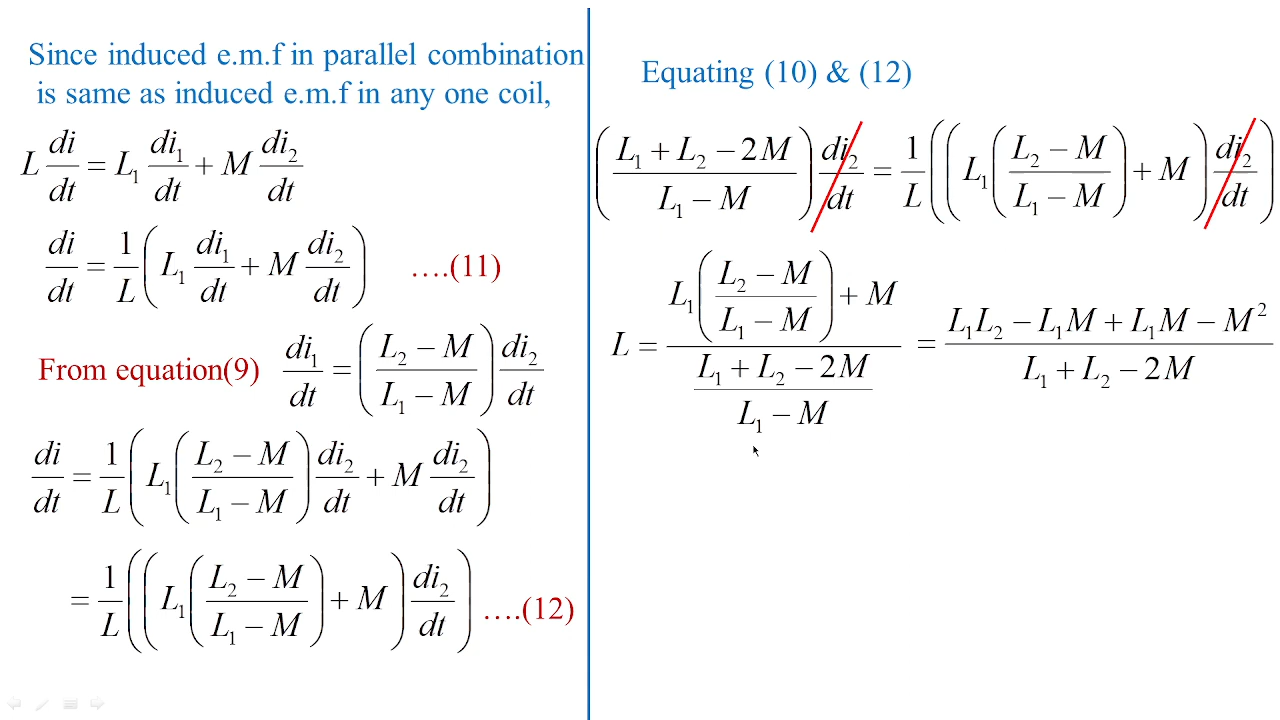 Since induced e.m.f in parallel combination
is same as induced e.m.f in any one coil,
L di/dt = L₁ di₁/dt + M di₂/dt
di/dt = 1/L (L₁ di₁/dt + M di₂/dt) ….(11)
From equation(9) di₁/dt = ((L₂ − M)/(L₁ − M)) di₂/dt
di/dt = 1/L (L₁((L₂ − M)/(L₁ − M)) di₂/dt + M di₂/dt)
= 1/L ((L₁((L₂ − M)/(L₁ − M)) + M) di₂/dt) ….(12)
Equating (10) & (12)
((L₁ + L₂ − 2M)/(L₁ − M)) di₂/dt = 1/L ((L₁((L₂ − M)/(L₁ − M)) + M) di₂/dt)
L = (L₁((L₂ − M)/(L₁ − M)) + M)/((L₁ + L₂ − 2M)/(L₁ − M)) = (L₁L₂ − L₁M + L₁M − M²)/(L₁ + L₂ − 2M)